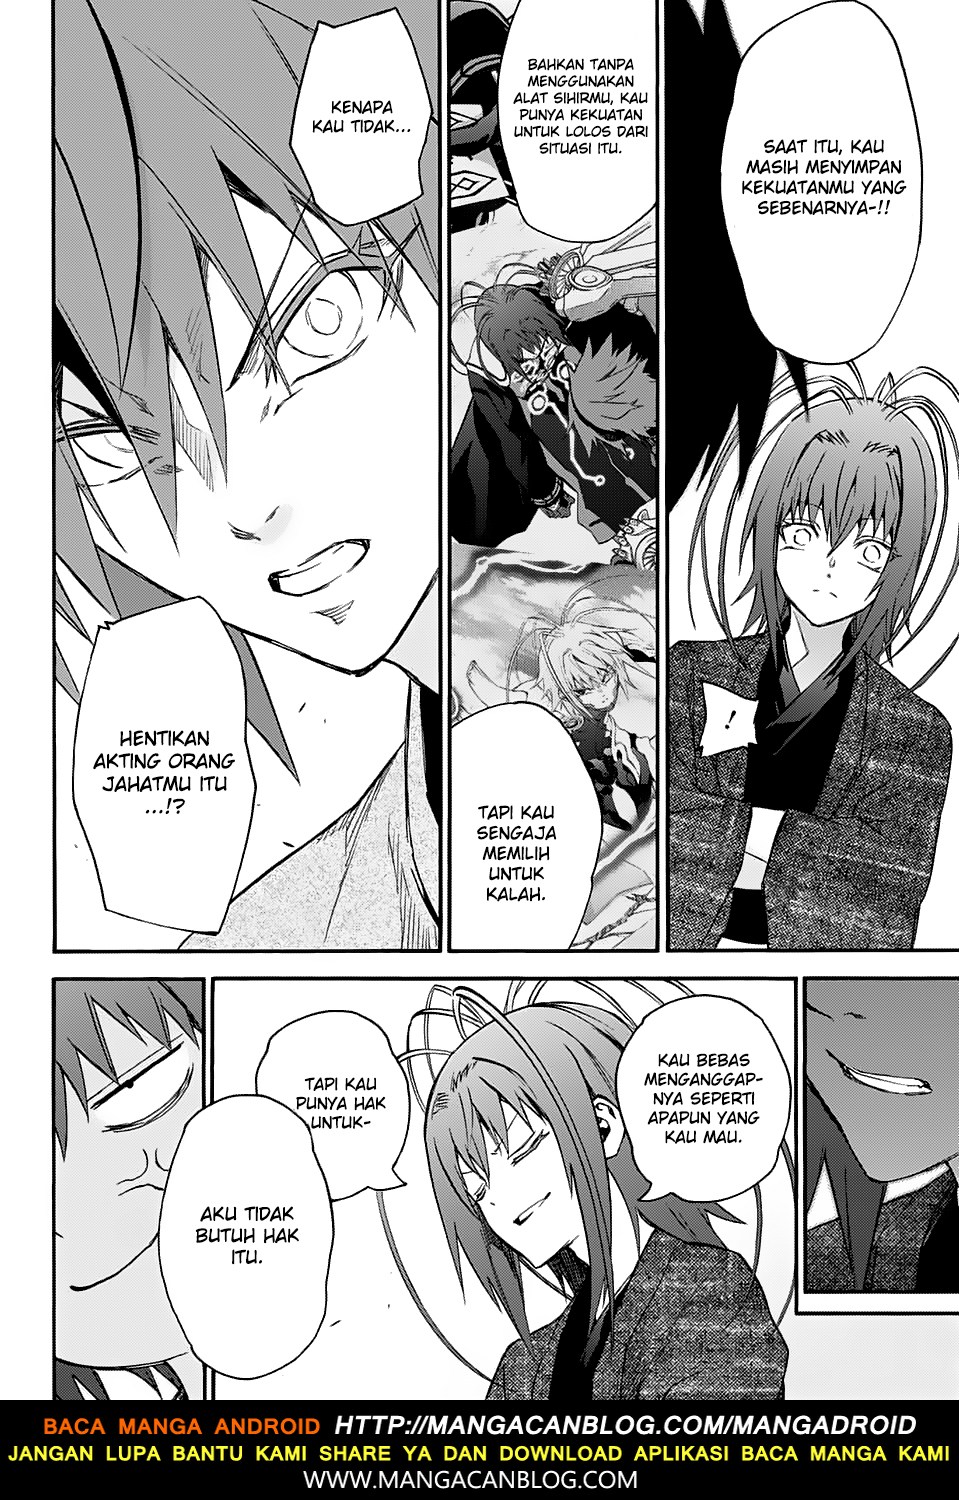 SAAT ITU, KAU
MASIH MENYIMPAN
KEKUATANMU YANG
SEBENARNYA-!!
!
BAHKAN TANPA
MENGGUNAKAN
ALAT SIHIRMU, KAU
PUNYA KEKUATAN
UNTUK LOLOS DARI
SITUASI ITU.
TAPI KAU
SENGAJA
MEMILIH
UNTUK
KALAH.
KENAPA
KAU TIDAK...
HENTIKAN
AKTING ORANG
JAHATMU ITU
...!?
KAU BEBAS
MENGANGGAP-
NYA SEPERTI
APAPUN YANG
KAU MAU.
TAPI KAU
PUNYA HAK
UNTUK-
AKU TIDAK
BUTUH HAK
ITU.
BACA MANGA ANDROID HTTP://MANGACANBLOG.COM/MANGADROID
JANGAN LUPA BANTU KAMI SHARE YA DAN DOWNLOAD APLIKASI BACA MANGA KAMI
WWW.MANGACANBLOG.COM